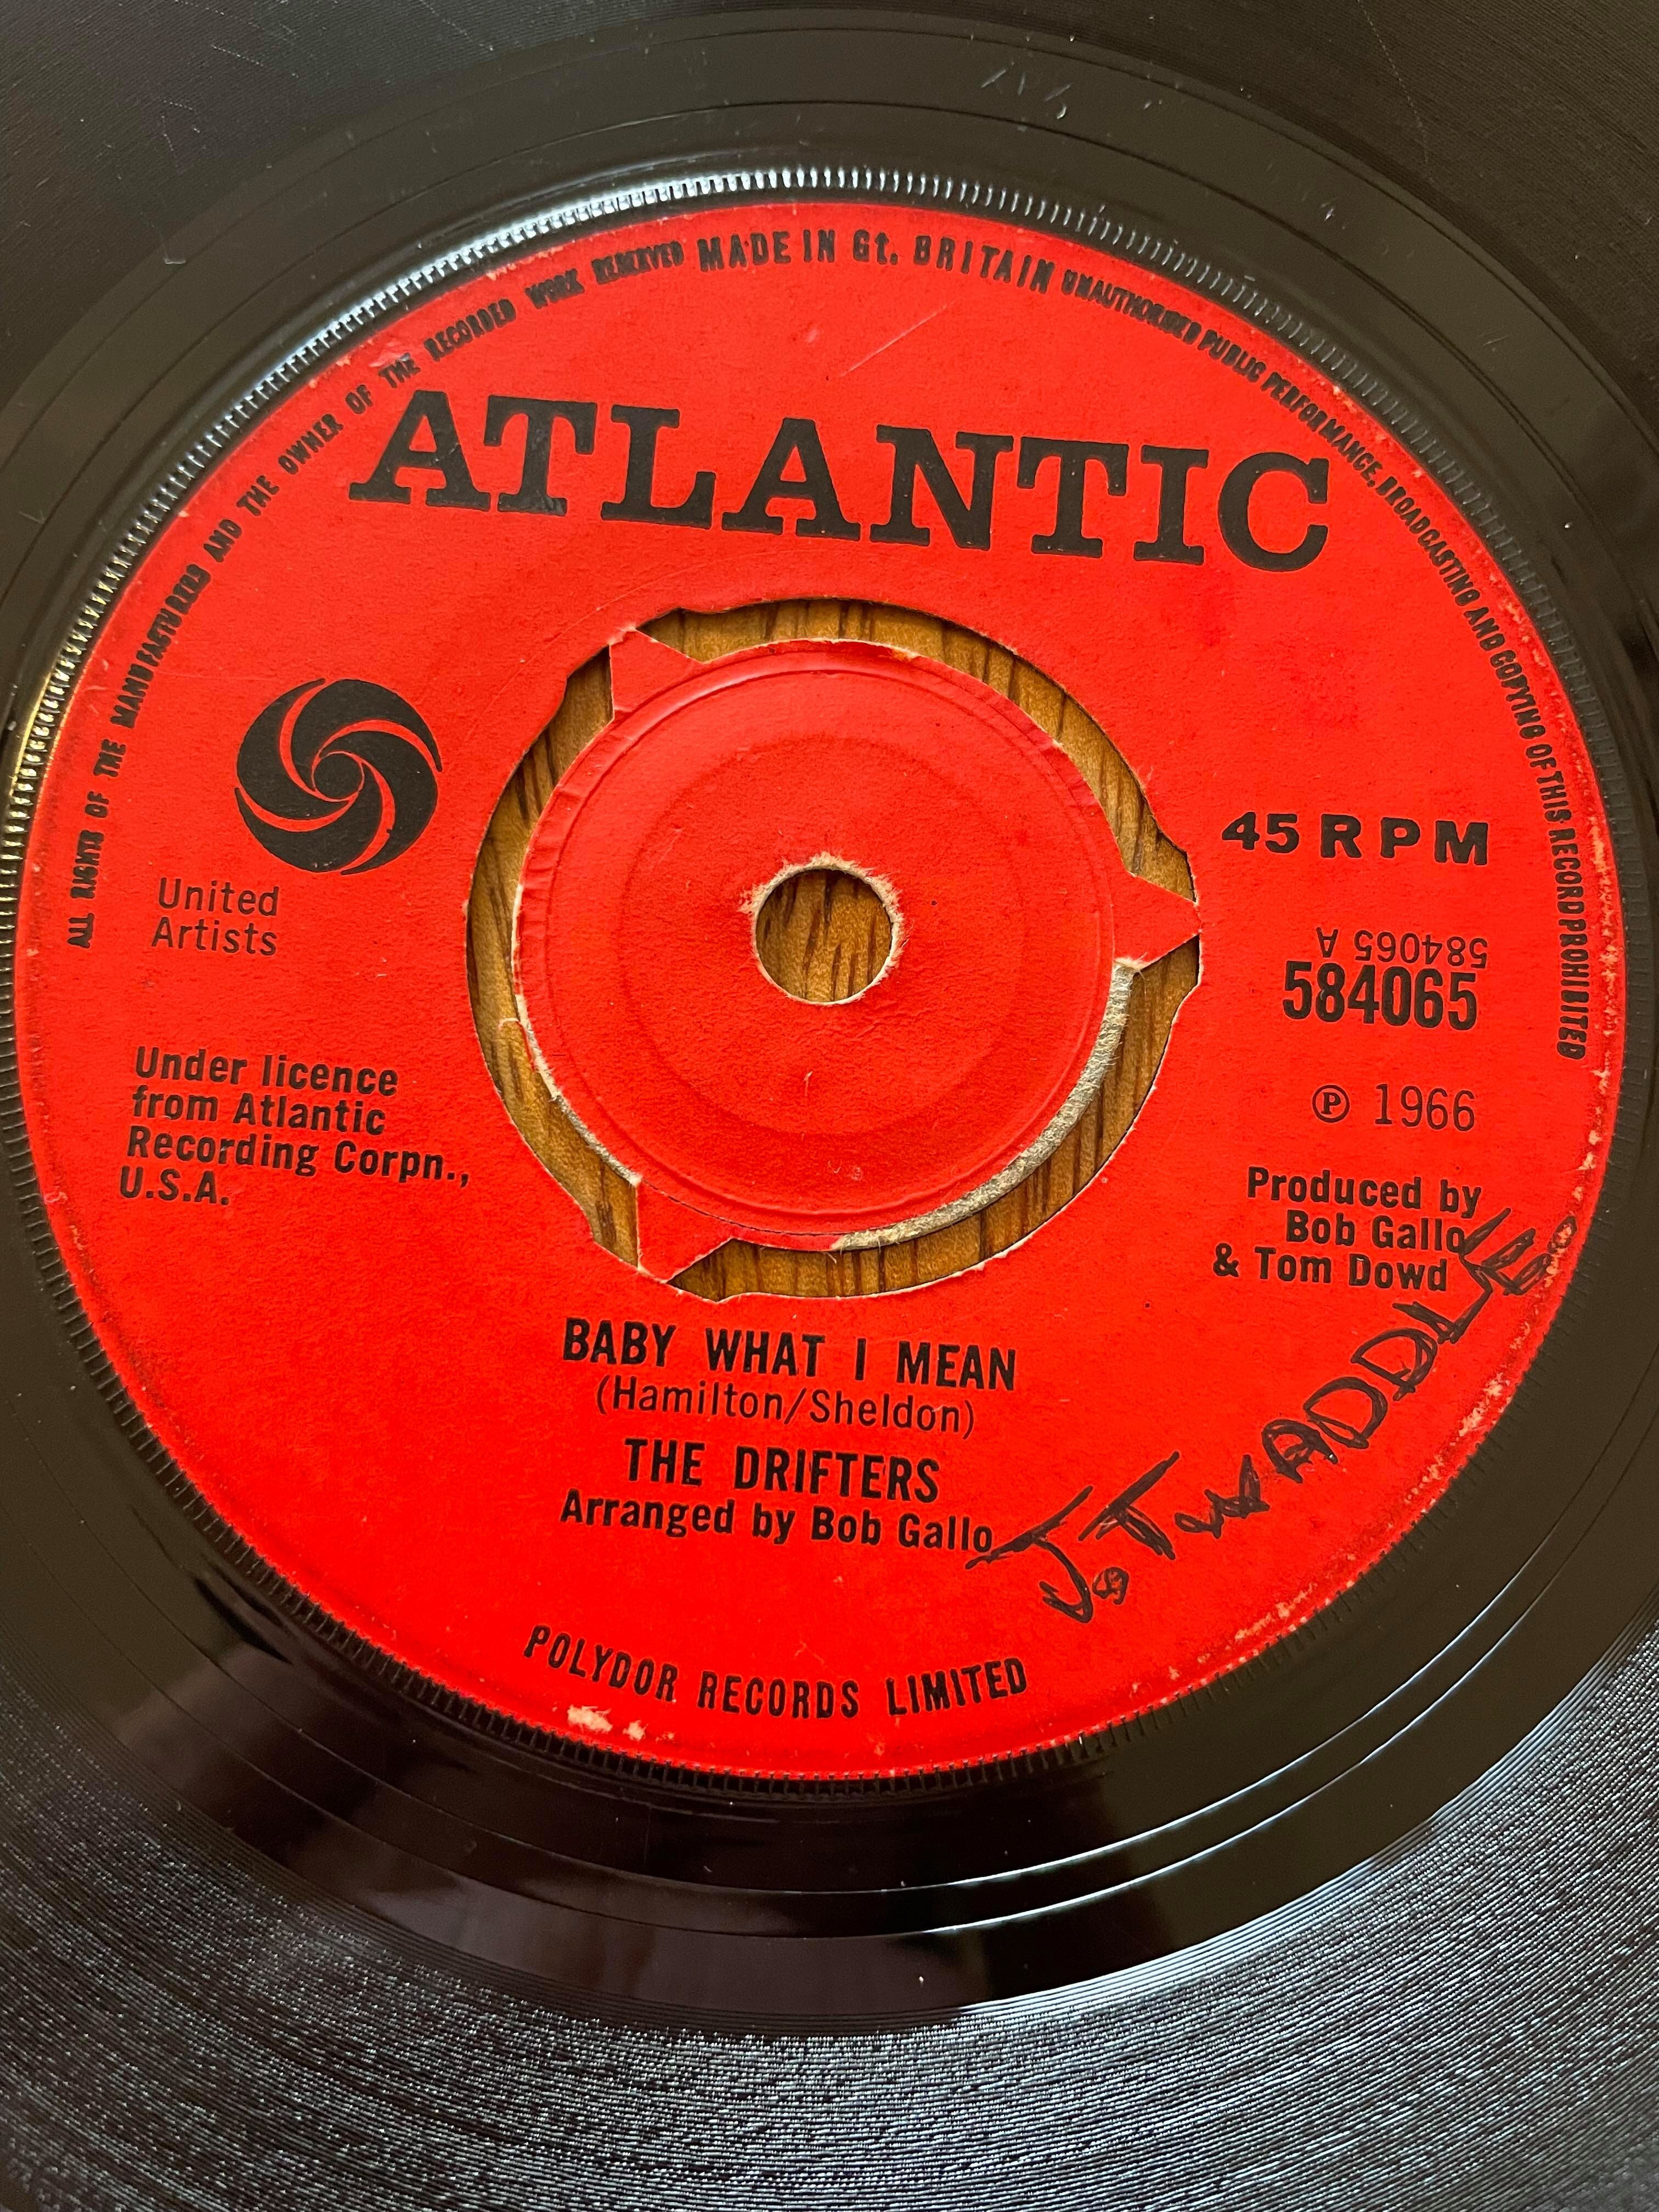 ALL RIGHTS OF THE MANUFACTURERS AND THE OWNER OF THE RECORDED WORK RESERVED MADE IN Gt. BRITAIN UNAUTHORISED PUBLIC PERFORMANCE, BROADCASTING AND COPYING OF THIS RECORD PROHIBITED
ATLANTIC
United
Artists
Under licence
from Atlantic
Recording Corpn.,
U.S.A.
45 RPM
584065 A
584065
℗ 1966
Produced by
Bob Gallo
& Tom Dowd
BABY WHAT I MEAN
(Hamilton/Sheldon)
THE DRIFTERS
Arranged by Bob Gallo
J. TWADDLE
POLYDOR RECORDS LIMITED